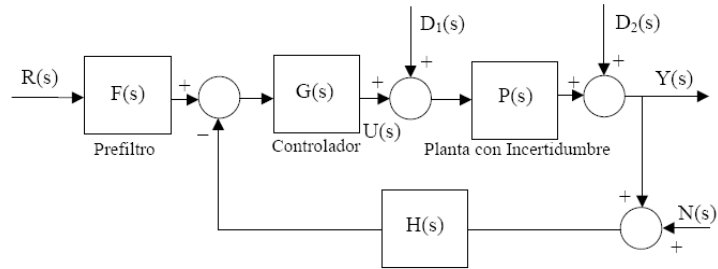 D₁(s)
D₂(s)
R(s)
F(s)
+
−
G(s)
+
+
U(s)
P(s)
+
+
Y(s)
Prefiltro
Controlador
Planta con Incertidumbre
H(s)
+
N(s)
+